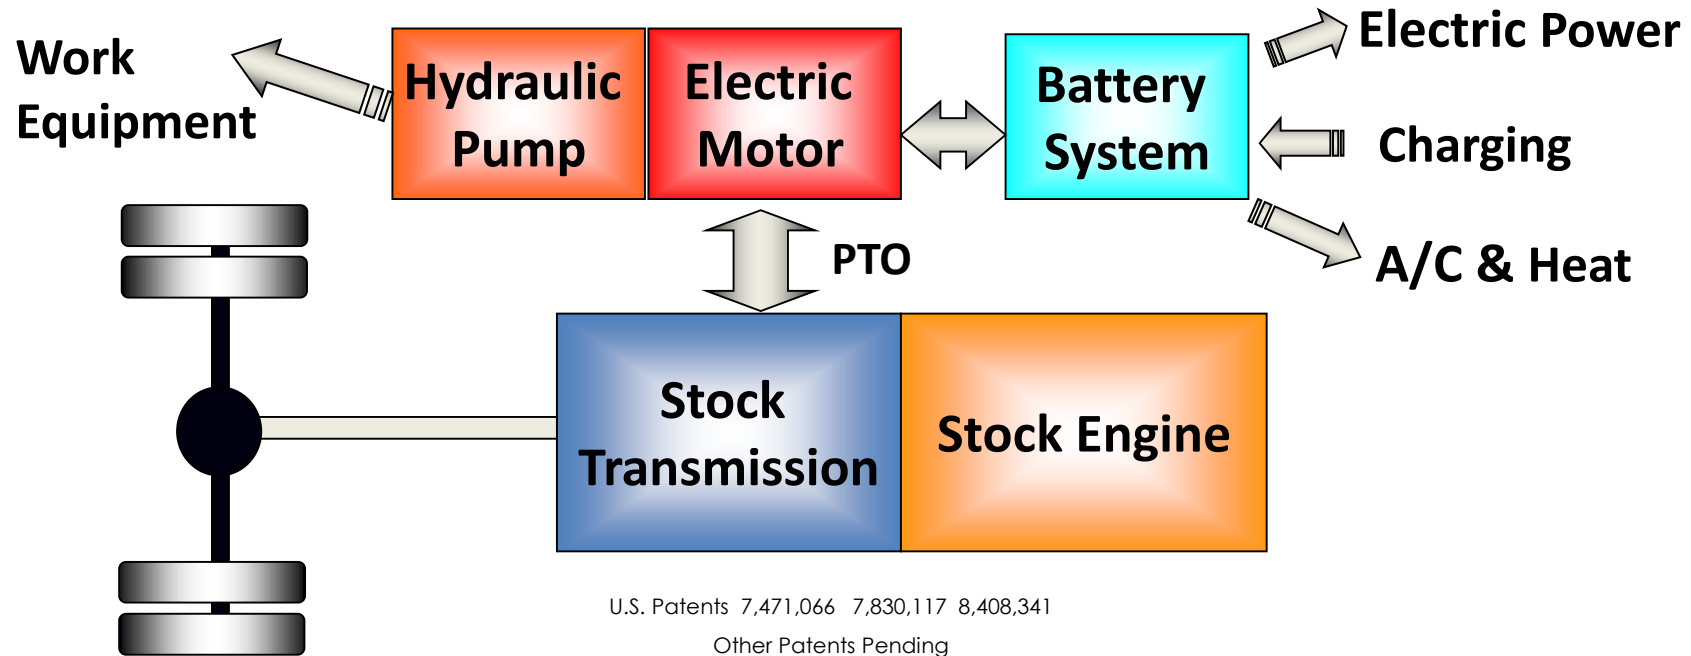 Work
Equipment
Hydraulic
Pump
Electric
Motor
Battery
System
Electric Power
Charging
A/C & Heat
PTO
Stock
Transmission
Stock Engine
U.S. Patents 7,471,066 7,830,117 8,408,341
Other Patents Pending